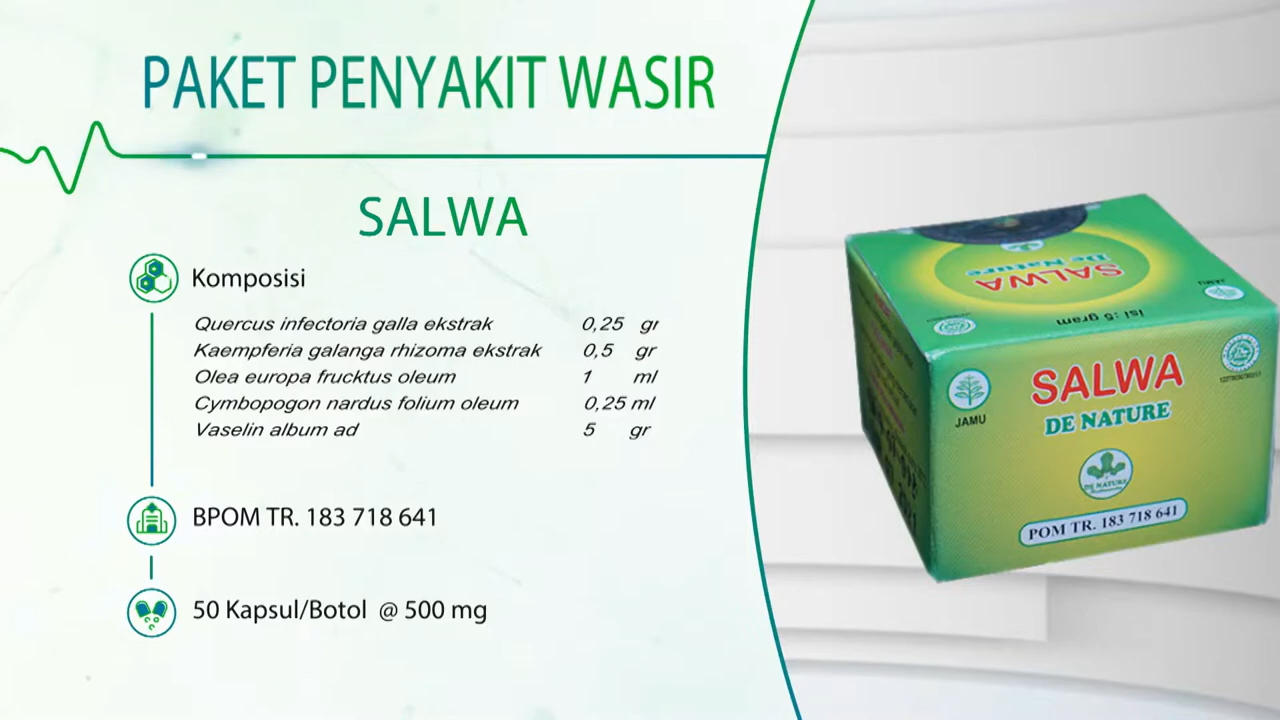 PAKET PENYAKIT WASIR
SALWA
Komposisi
Quercus infectoria galla ekstrak 0,25 gr
Kaempferia galanga rhizoma ekstrak 0,5 gr
Olea europa frucktus oleum 1 ml
Cymbopogon nardus folium oleum 0,25 ml
Vaselin album ad 5 gr
BPOM TR. 183 718 641
50 Kapsul/Botol @ 500 mg
SALWA
De Nature
JAMU
isi : 5 gram
SALWA
DE NATURE
JAMU
DE NATURE
POM TR. 183 718 641